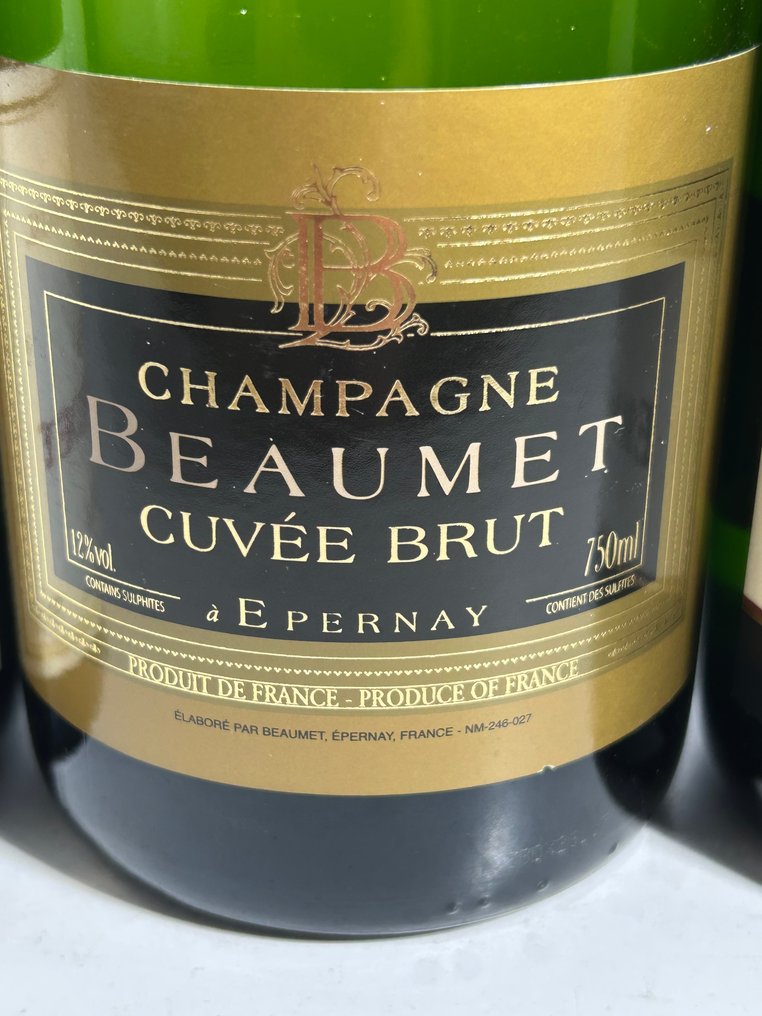 B
CHAMPAGNE
BEAUMET
CUVÉE BRUT
12%vol.
750ml
CONTAINS SULPHITES
CONTIENT DES SULFITES
à EPERNAY
PRODUIT DE FRANCE - PRODUCE OF FRANCE
ÉLABORÉ PAR BEAUMET, ÉPERNAY, FRANCE - NM-246-027